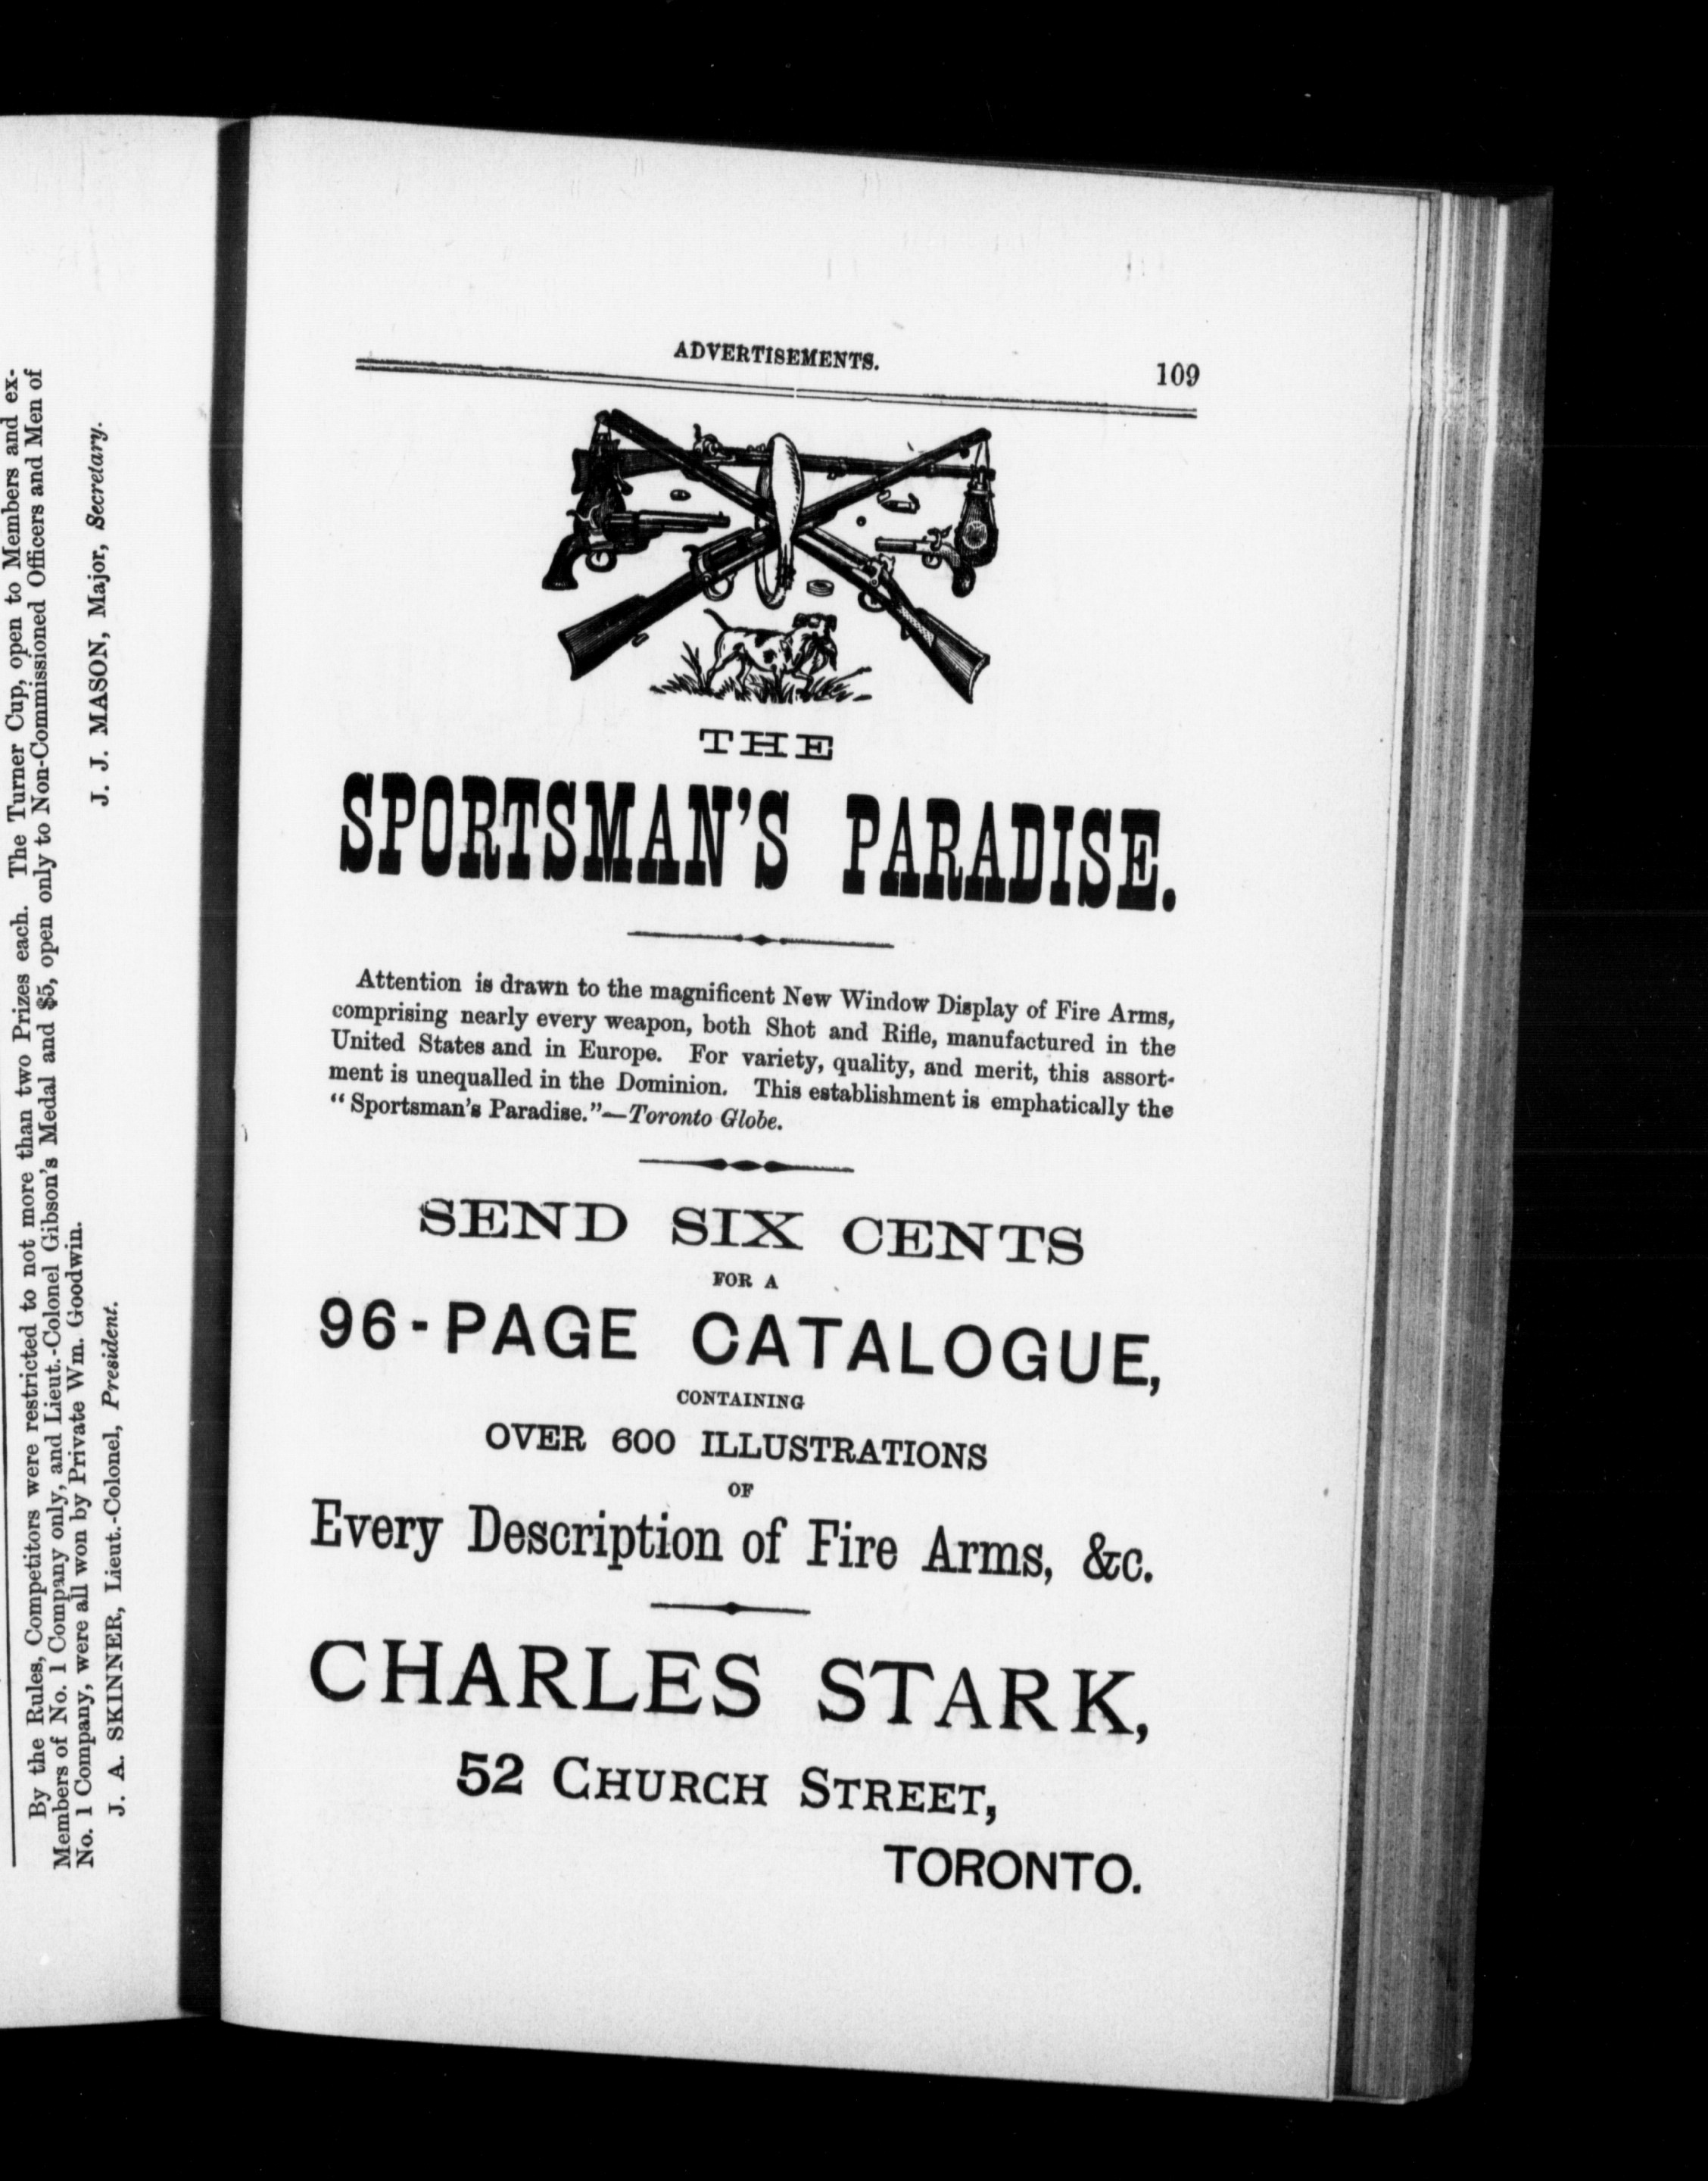 By the Rules, Competitors were restricted to not more than two Prizes each. The Turner Cup, open to Members and ex-
Members of No. 1 Company only, and Lieut.-Colonel Gibson's Medal and $5, open only to Non-Commissioned Officers and Men of
No. 1 Company, were all won by Private Wm. Goodwin.
J. A. SKINNER, Lieut.-Colonel, President.
J. J. MASON, Major, Secretary.
ADVERTISEMENTS.
109
THE
SPORTSMAN'S PARADISE.
Attention is drawn to the magnificent New Window Display of Fire Arms,
comprising nearly every weapon, both Shot and Rifle, manufactured in the
United States and in Europe. For variety, quality, and merit, this assort-
ment is unequalled in the Dominion. This establishment is emphatically the
"Sportsman's Paradise."—Toronto Globe.
SEND SIX CENTS
FOR A
96-PAGE CATALOGUE,
CONTAINING
OVER 600 ILLUSTRATIONS
OF
Every Description of Fire Arms, &c.
CHARLES STARK,
52 CHURCH STREET,
TORONTO.